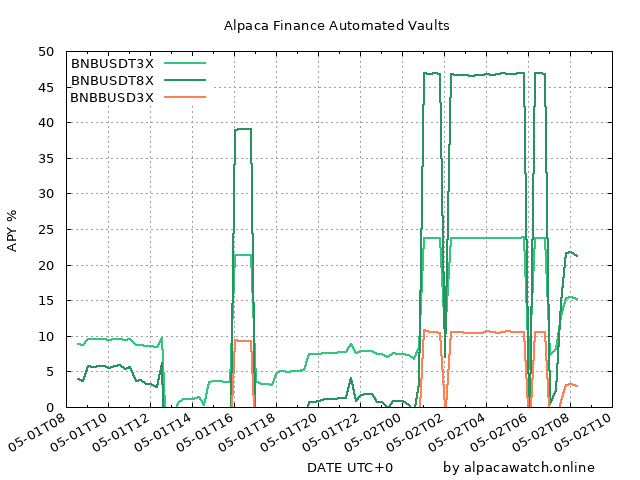 Alpaca Finance Automated Vaults
BNBUSDT3X
BNBUSDT8X
BNBBUSD3X
50
45
40
35
30
25
20
15
10
5
0
APY %
05-01T08
05-01T10
05-01T12
05-01T14
05-01T16
05-01T18
05-01T20
05-01T22
05-02T00
05-02T02
05-02T04
05-02T06
05-02T08
05-02T10
DATE UTC+0
by alpacawatch.online